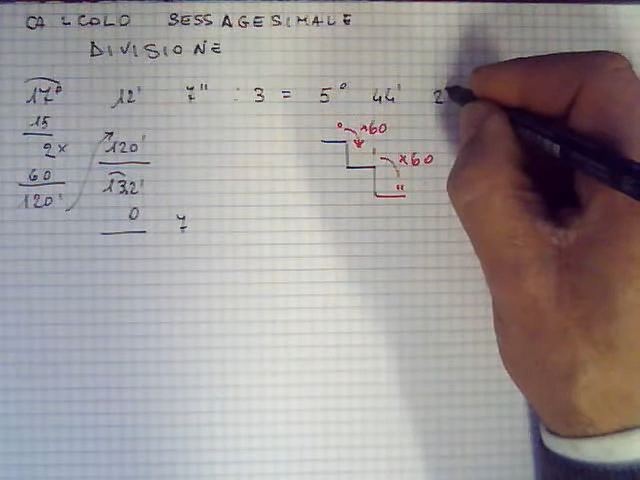 CALCOLO SESSAGESIMALE
DIVISIONE
17° 12' 7" : 3 = 5° 44' 2
15
2x
60
120'
120'
132'
0 7
° x60
' x60
"